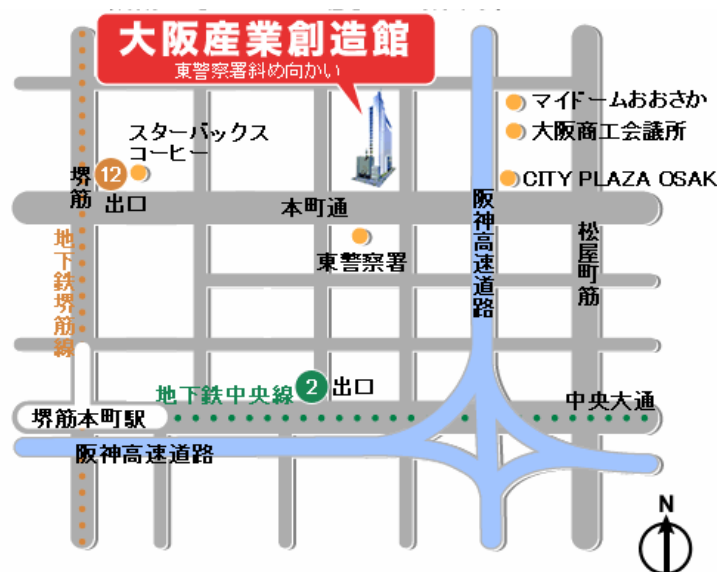 大阪産業創造館
東警察署斜め向かい
マイドームおおさか
大阪商工会議所
CITY PLAZA OSAK
スターバックス
コーヒー
堺筋
12
出口
本町通
阪神高速道路
松屋町筋
東警察署
地下鉄堺筋線
地下鉄中央線
2
出口
中央大通
堺筋本町駅
阪神高速道路
N